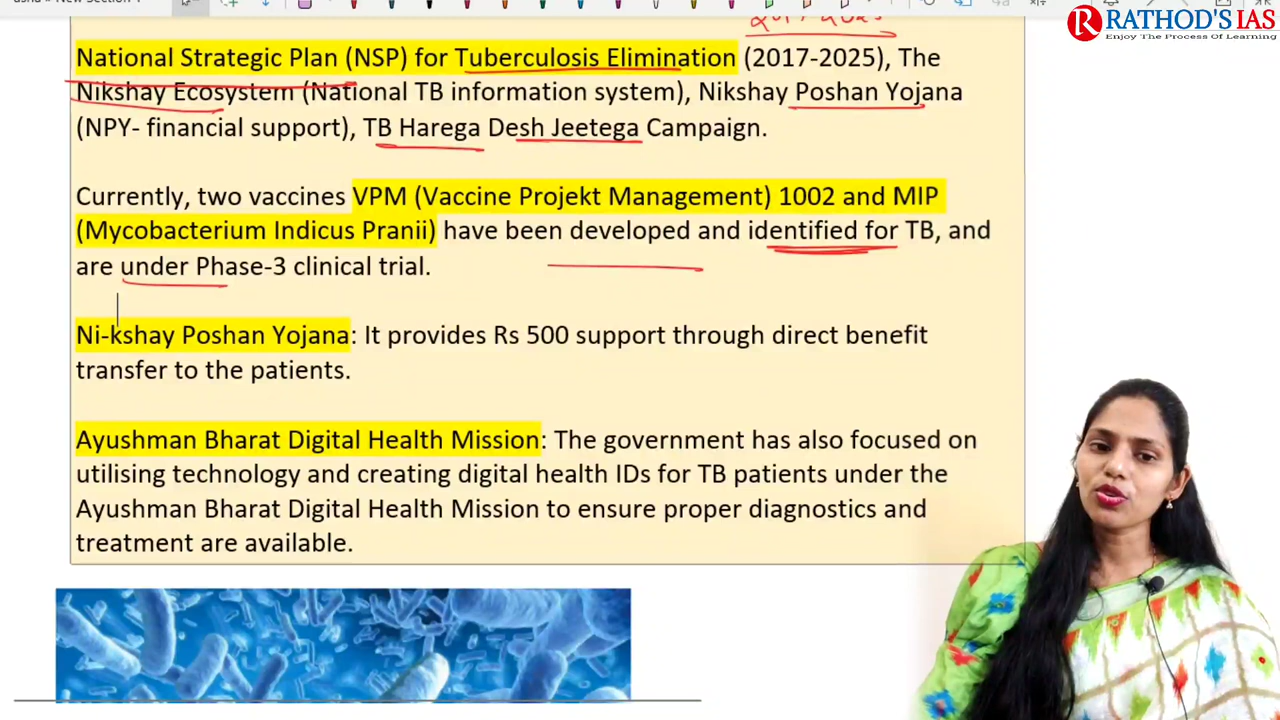 RATHOD'S IAS
Enjoy The Process Of Learning
National Strategic Plan (NSP) for Tuberculosis Elimination (2017-2025), The
Nikshay Ecosystem (National TB information system), Nikshay Poshan Yojana
(NPY- financial support), TB Harega Desh Jeetega Campaign.
Currently, two vaccines VPM (Vaccine Projekt Management) 1002 and MIP
(Mycobacterium Indicus Pranii) have been developed and identified for TB, and
are under Phase-3 clinical trial.
Ni-kshay Poshan Yojana: It provides Rs 500 support through direct benefit
transfer to the patients.
Ayushman Bharat Digital Health Mission: The government has also focused on
utilising technology and creating digital health IDs for TB patients under the
Ayushman Bharat Digital Health Mission to ensure proper diagnostics and
treatment are available.